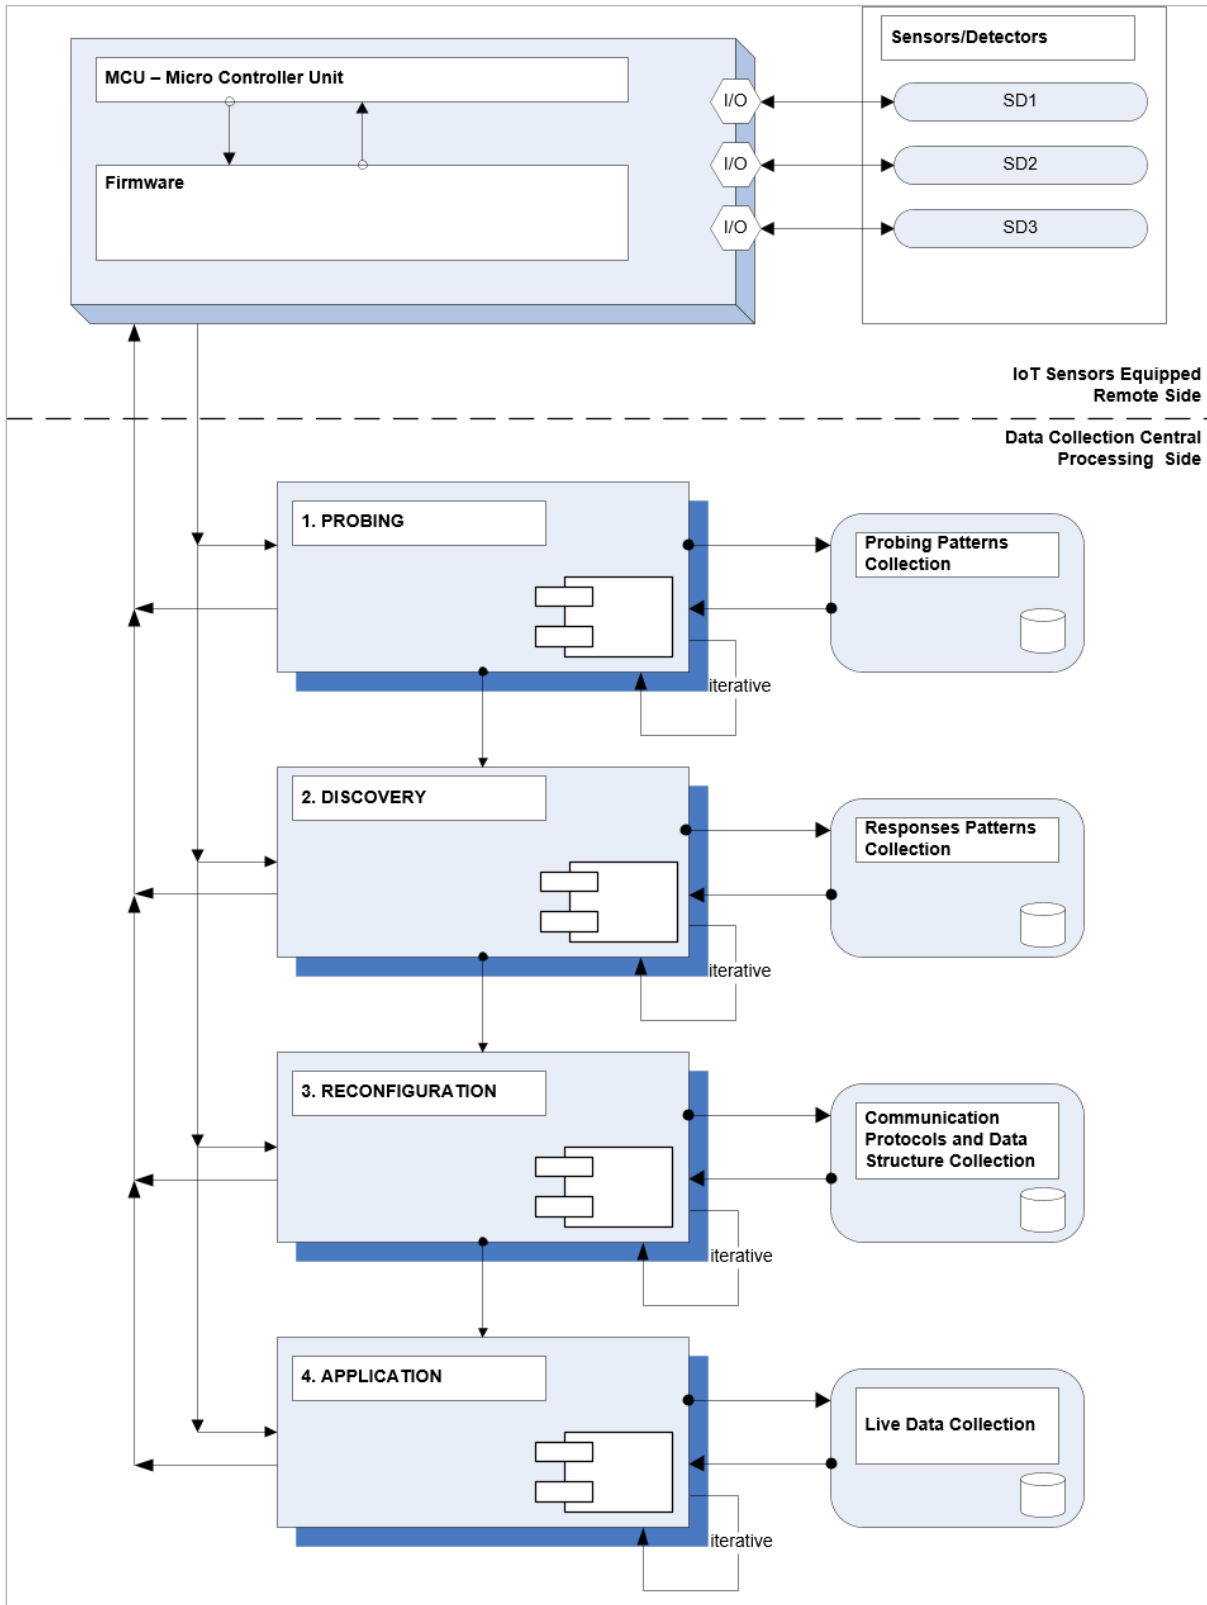 Sensors/Detectors
MCU – Micro Controller Unit
I/O
SD1
I/O
SD2
Firmware
I/O
SD3
IoT Sensors Equipped
Remote Side
Data Collection Central
Processing Side
1. PROBING
Probing Patterns
Collection
iterative
2. DISCOVERY
Responses Patterns
Collection
iterative
3. RECONFIGURATION
Communication
Protocols and Data
Structure Collection
iterative
4. APPLICATION
Live Data Collection
iterative